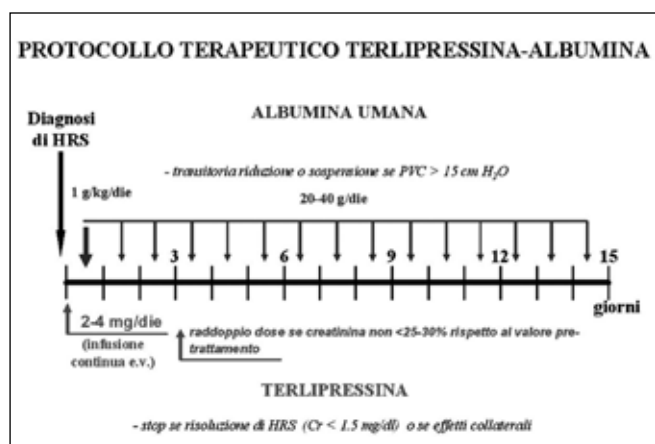 PROTOCOLLO TERAPEUTICO TERLIPRESSINA-ALBUMINA
ALBUMINA UMANA
Diagnosi
di HRS
- transitoria riduzione o sospensione se PVC > 15 cm H₂O
1 g/kg/die
20-40 g/die
3 6 9 12 15
giorni
2-4 mg/die
(infusione
continua e.v.)
raddoppio dose se creatinina non <25-30% rispetto al valore pre-
trattamento
TERLIPRESSINA
- stop se risoluzione di HRS (Cr < 1.5 mg/dl) o se effetti collaterali